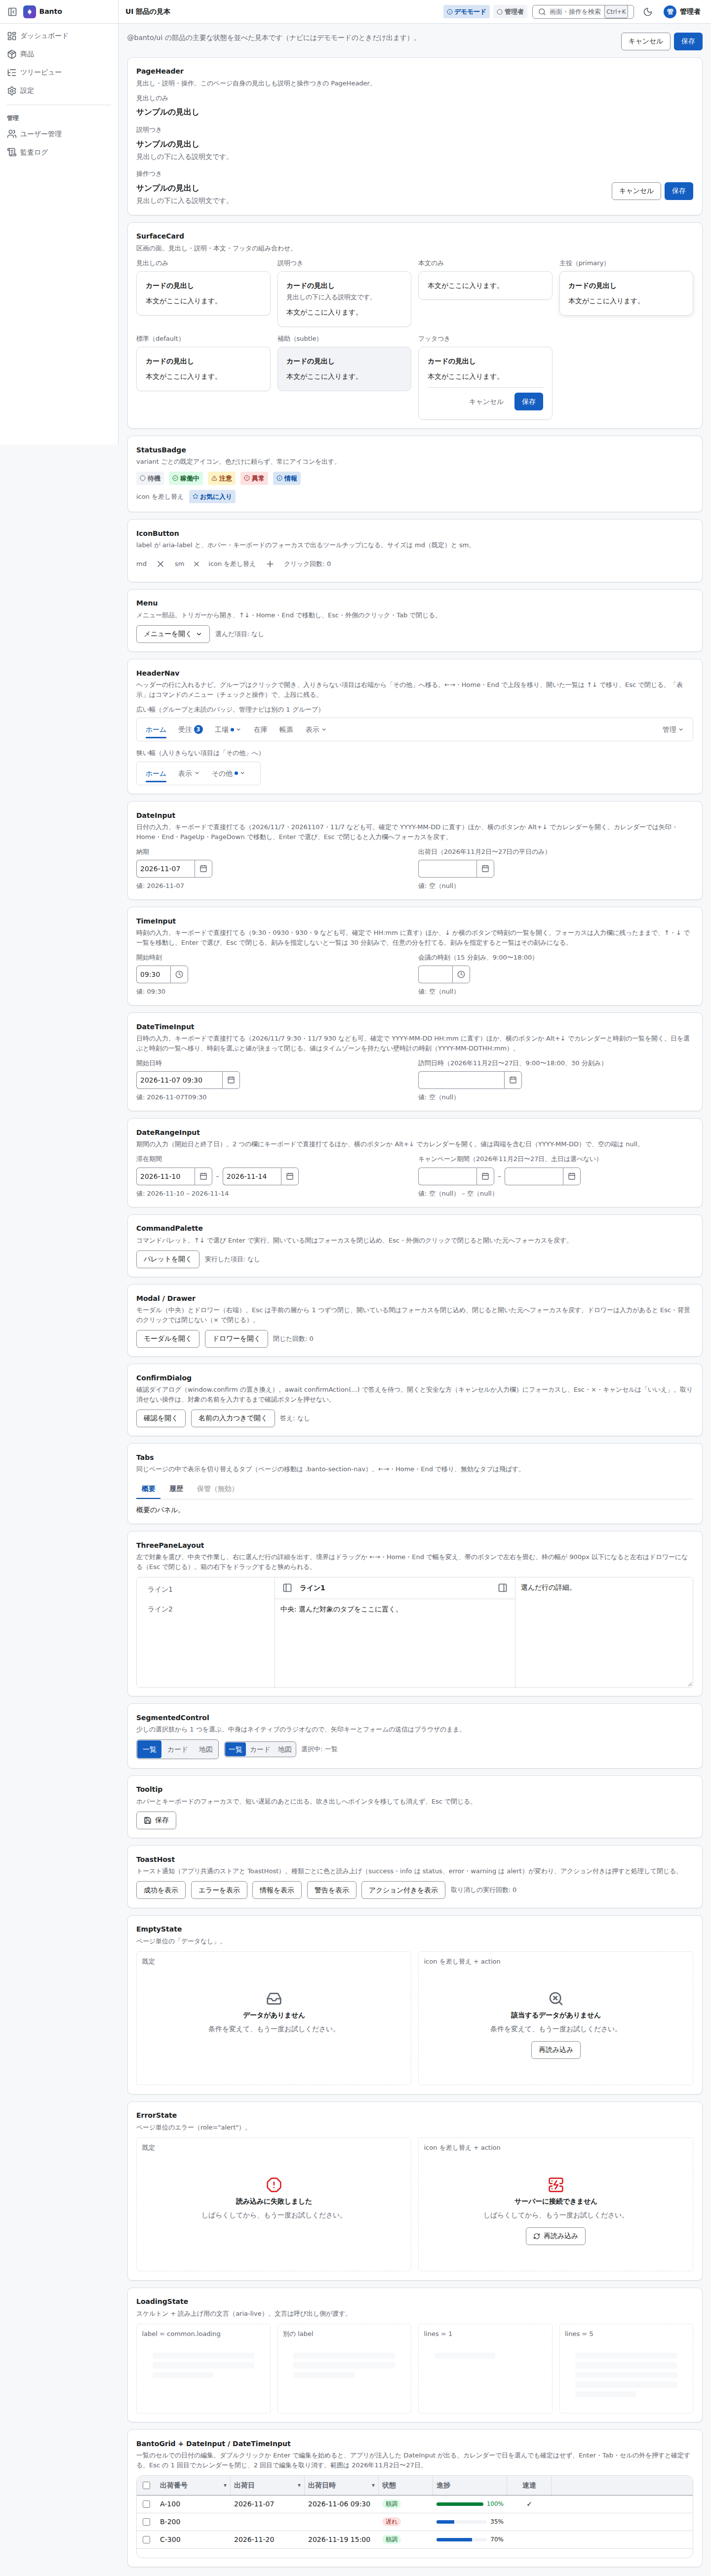 Banto
UI 部品の見本
デモモード
管理者
画面・操作を検索
Ctrl+K
管
管理者
ダッシュボード
商品
ツリービュー
設定
管理
ユーザー管理
監査ログ
@banto/ui の部品の主要な状態を並べた見本です（ナビにはデモモードのときだけ出ます）。
キャンセル
保存
PageHeader
見出し・説明・操作。このページ自身の見出しも説明と操作つきの PageHeader。
見出しのみ
サンプルの見出し
説明つき
サンプルの見出し
見出しの下に入る説明文です。
操作つき
サンプルの見出し
見出しの下に入る説明文です。
キャンセル
保存
SurfaceCard
区画の面。見出し・説明・本文・フッタの組み合わせ。
見出しのみ
説明つき
本文のみ
主役（primary）
カードの見出し
本文がここに入ります。
カードの見出し
見出しの下に入る説明文です。
本文がここに入ります。
本文がここに入ります。
カードの見出し
本文がここに入ります。
標準（default）
補助（subtle）
フッタつき
カードの見出し
本文がここに入ります。
カードの見出し
本文がここに入ります。
カードの見出し
本文がここに入ります。
キャンセル
保存
StatusBadge
variant ごとの既定アイコン。色だけに頼らず、常にアイコンを出す。
待機
稼働中
注意
異常
情報
icon を差し替え
お気に入り
IconButton
label が aria-label と、ホバー・キーボードのフォーカスで出るツールチップになる。サイズは md（既定）と sm。
md
sm
icon を差し替え
クリック回数: 0
Menu
メニュー部品。トリガーから開き、↑↓・Home・End で移動し、Esc・外側のクリック・Tab で閉じる。
メニューを開く
選んだ項目: なし
HeaderNav
ヘッダーの行に入れるナビ。グループはクリックで開き、入りきらない項目は右端から「その他」へ移る。←→・Home・End で上段を移り、開いた一覧は ↑↓ で移り、Esc で閉じる。「表
示」はコマンドのメニュー（チェックと操作）で、上段に残る。
広い幅（グループと未読のバッジ。管理ナビは別の 1 グループ）
ホーム
受注 3
工場
在庫
帳票
表示
管理
狭い幅（入りきらない項目は「その他」へ）
ホーム
表示
その他
DateInput
日付の入力。キーボードで直接打てる（2026/11/7・20261107・11/7 なども可。確定で YYYY-MM-DD に直す）ほか、横のボタンか Alt+↓ でカレンダーを開く。カレンダーでは矢印・
Home・End・PageUp・PageDown で移動し、Enter で選び、Esc で閉じると入力欄へフォーカスを戻す。
納期
2026-11-07
値: 2026-11-07
出荷日（2026年11月2日〜27日の平日のみ）
値: 空（null）
TimeInput
時刻の入力。キーボードで直接打てる（9:30・0930・930・9 なども可。確定で HH:mm に直す）ほか、↓ か横のボタンで時刻の一覧を開く。フォーカスは入力欄に残ったままで、↑・↓ で
一覧を移動し、Enter で選び、Esc で閉じる。刻みを指定しないと一覧は 30 分刻みで、任意の分を打てる。刻みを指定すると一覧はその刻みになる。
開始時刻
09:30
値: 09:30
会議の時刻（15 分刻み、9:00〜18:00）
値: 空（null）
DateTimeInput
日時の入力。キーボードで直接打てる（2026/11/7 9:30・11/7 930 なども可。確定で YYYY-MM-DD HH:mm に直す）ほか、横のボタンか Alt+↓ でカレンダーと時刻の一覧を開く。日を選
ぶと時刻の一覧へ移り、時刻を選ぶと値が決まって閉じる。値はタイムゾーンを持たない壁時計の時刻（YYYY-MM-DDTHH:mm）。
開始日時
2026-11-07 09:30
値: 2026-11-07T09:30
訪問日時（2026年11月2日〜27日、9:00〜18:00、30 分刻み）
値: 空（null）
DateRangeInput
期間の入力（開始日と終了日）。2 つの欄にキーボードで直接打てるほか、横のボタンか Alt+↓ でカレンダーを開く。値は両端を含む日（YYYY-MM-DD）で、空の端は null。
滞在期間
2026-11-10
–
2026-11-14
値: 2026-11-10 – 2026-11-14
キャンペーン期間（2026年11月2日〜27日、土日は選べない）
–
値: 空（null） – 空（null）
CommandPalette
コマンドパレット。↑↓ で選び Enter で実行。開いている間はフォーカスを閉じ込め、Esc・外側のクリックで閉じると開いた元へフォーカスを戻す。
パレットを開く
実行した項目: なし
Modal / Drawer
モーダル（中央）とドロワー（右端）。Esc は手前の層から 1 つずつ閉じ、開いている間はフォーカスを閉じ込め、閉じると開いた元へフォーカスを戻す。ドロワーは入力があると Esc・背景
のクリックでは閉じない（× で閉じる）。
モーダルを開く
ドロワーを開く
閉じた回数: 0
ConfirmDialog
確認ダイアログ（window.confirm の置き換え）。await confirmAction(...) で答えを待つ。開くと安全な方（キャンセルか入力欄）にフォーカスし、Esc・×・キャンセルは「いいえ」。取り
消せない操作は、対象の名前を入力するまで確認ボタンを押せない。
確認を開く
名前の入力つきで開く
答え: なし
Tabs
同じページの中で表示を切り替えるタブ（ページの移動は .banto-section-nav）。←→・Home・End で移り、無効なタブは飛ばす。
概要
履歴
保管（無効）
概要のパネル。
ThreePaneLayout
左で対象を選び、中央で作業し、右に選んだ行の詳細を出す。境界はドラッグか ←→・Home・End で幅を変え、帯のボタンで左右を畳む。枠の幅が 900px 以下になると左右はドロワーにな
る（Esc で閉じる）。箱の右下をドラッグすると狭められる。
ライン1
ライン2
ライン1
中央: 選んだ対象のタブをここに置く。
選んだ行の詳細。
SegmentedControl
少しの選択肢から 1 つを選ぶ。中身はネイティブのラジオなので、矢印キーとフォームの送信はブラウザのまま。
一覧
カード
地図
一覧
カード
地図
選択中: 一覧
Tooltip
ホバーとキーボードのフォーカスで、短い遅延のあとに出る。吹き出しへポインタを移しても消えず、Esc で閉じる。
保存
ToastHost
トースト通知（アプリ共通のストアと ToastHost）。種類ごとに色と読み上げ（success・info は status、error・warning は alert）が変わり、アクション付きは押すと処理して閉じる。
成功を表示
エラーを表示
情報を表示
警告を表示
アクション付きを表示
取り消しの実行回数: 0
EmptyState
ページ単位の「データなし」。
既定
データがありません
条件を変えて、もう一度お試しください。
icon を差し替え + action
該当するデータがありません
条件を変えて、もう一度お試しください。
再読み込み
ErrorState
ページ単位のエラー（role="alert"）。
既定
読み込みに失敗しました
しばらくしてから、もう一度お試しください。
icon を差し替え + action
サーバーに接続できません
しばらくしてから、もう一度お試しください。
再読み込み
LoadingState
スケルトン + 読み上げ用の文言（aria-live）。文言は呼び出し側が渡す。
label = common.loading
別の label
lines = 1
lines = 5
BantoGrid + DateInput / DateTimeInput
一覧のセルでの日付の編集。ダブルクリックか Enter で編集を始めると、アプリが注入した DateInput が出る。カレンダーで日を選んでも確定はせず、Enter・Tab・セルの外を押すと確定す
る。Esc の 1 回目でカレンダーを閉じ、2 回目で編集を取り消す。範囲は 2026年11月2日〜27日。
出荷番号
出荷日
出荷日時
状態
進捗
速達
A-100
2026-11-07
2026-11-06 09:30
順調
100%
✓
B-200
遅れ
35%
C-300
2026-11-20
2026-11-19 15:00
順調
70%